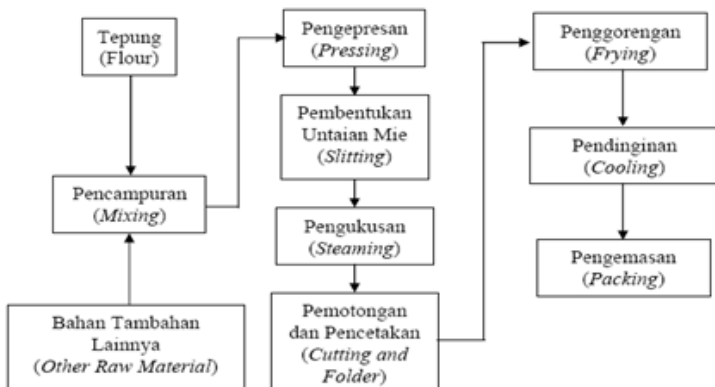 Tepung
(Flour)
Pencampuran
(Mixing)
Bahan Tambahan
Lainnya
(Other Raw Material)
Pengepresan
(Pressing)
Pembentukan
Untaian Mie
(Slitting)
Pengukusan
(Steaming)
Pemotongan
dan Pencetakan
(Cutting and
Folder)
Penggorengan
(Frying)
Pendinginan
(Cooling)
Pengemasan
(Packing)